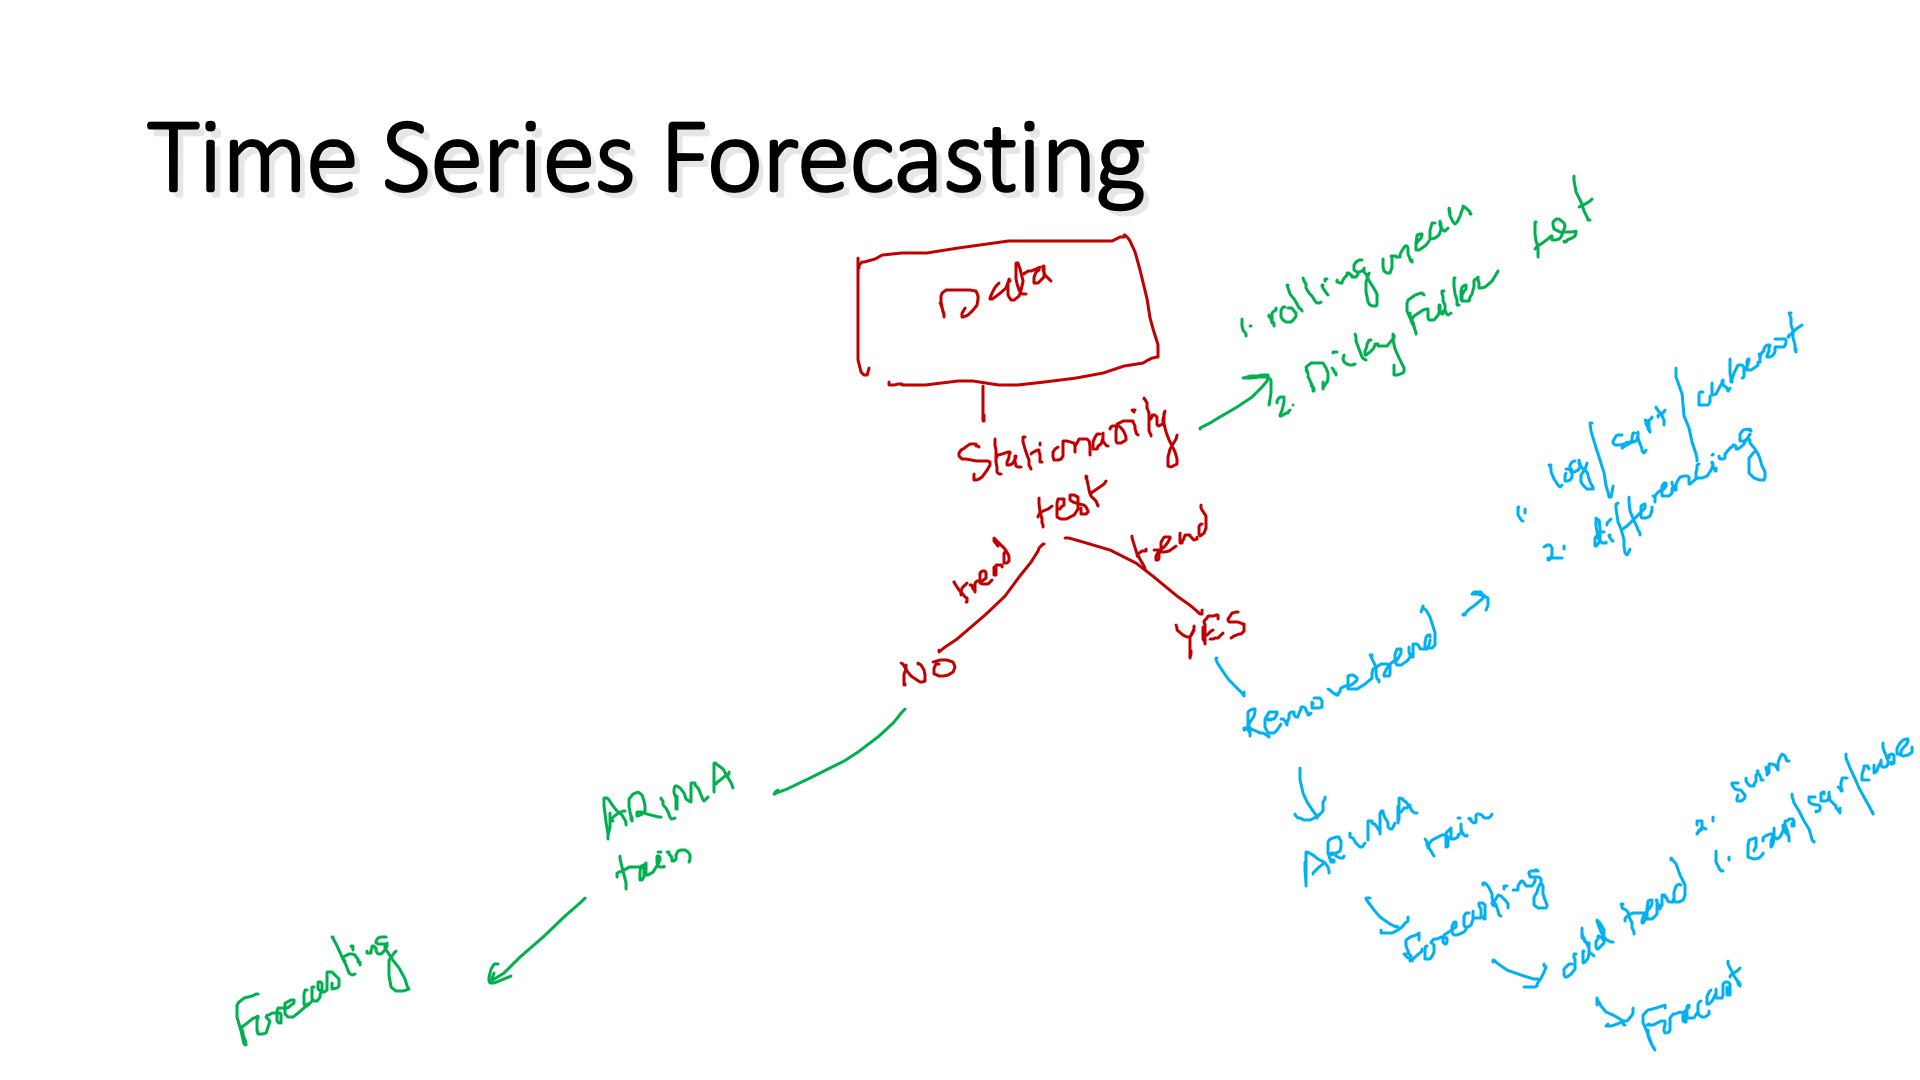 Time Series Forecasting
Data
1. rolling mean
2. Dicky Fuller test
Stationarity
test
trend
trend
NO
YES
1. log/sqrt/cuberoot
2. differencing
Remove trend
ARIMA
train
Forecasting
ARIMA
rain
Forecasting
add trend
2. sum
1. exp/sqr/cube
Forecast